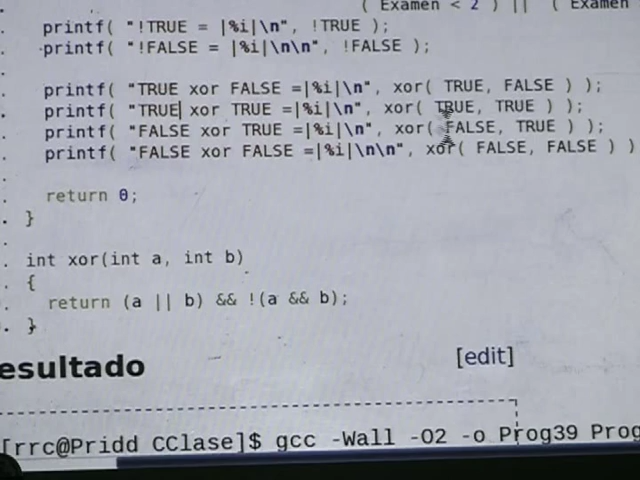 ( Examen < 2 ) || ( Examen
printf( "!TRUE = |%i|\n", !TRUE );
printf( "!FALSE = |%i|\n\n", !FALSE );
printf( "TRUE xor FALSE =|%i|\n", xor( TRUE, FALSE ) );
printf( "TRUE xor TRUE =|%i|\n", xor( TRUE, TRUE ) );
printf( "FALSE xor TRUE =|%i|\n", xor( FALSE, TRUE ) );
printf( "FALSE xor FALSE =|%i|\n\n", xor( FALSE, FALSE ) )
return 0;
}
int xor(int a, int b)
{
return (a || b) && !(a && b);
}
esultado [edit]
[rrc@Pridd CClase]$ gcc -Wall -O2 -o Prog39 Prog